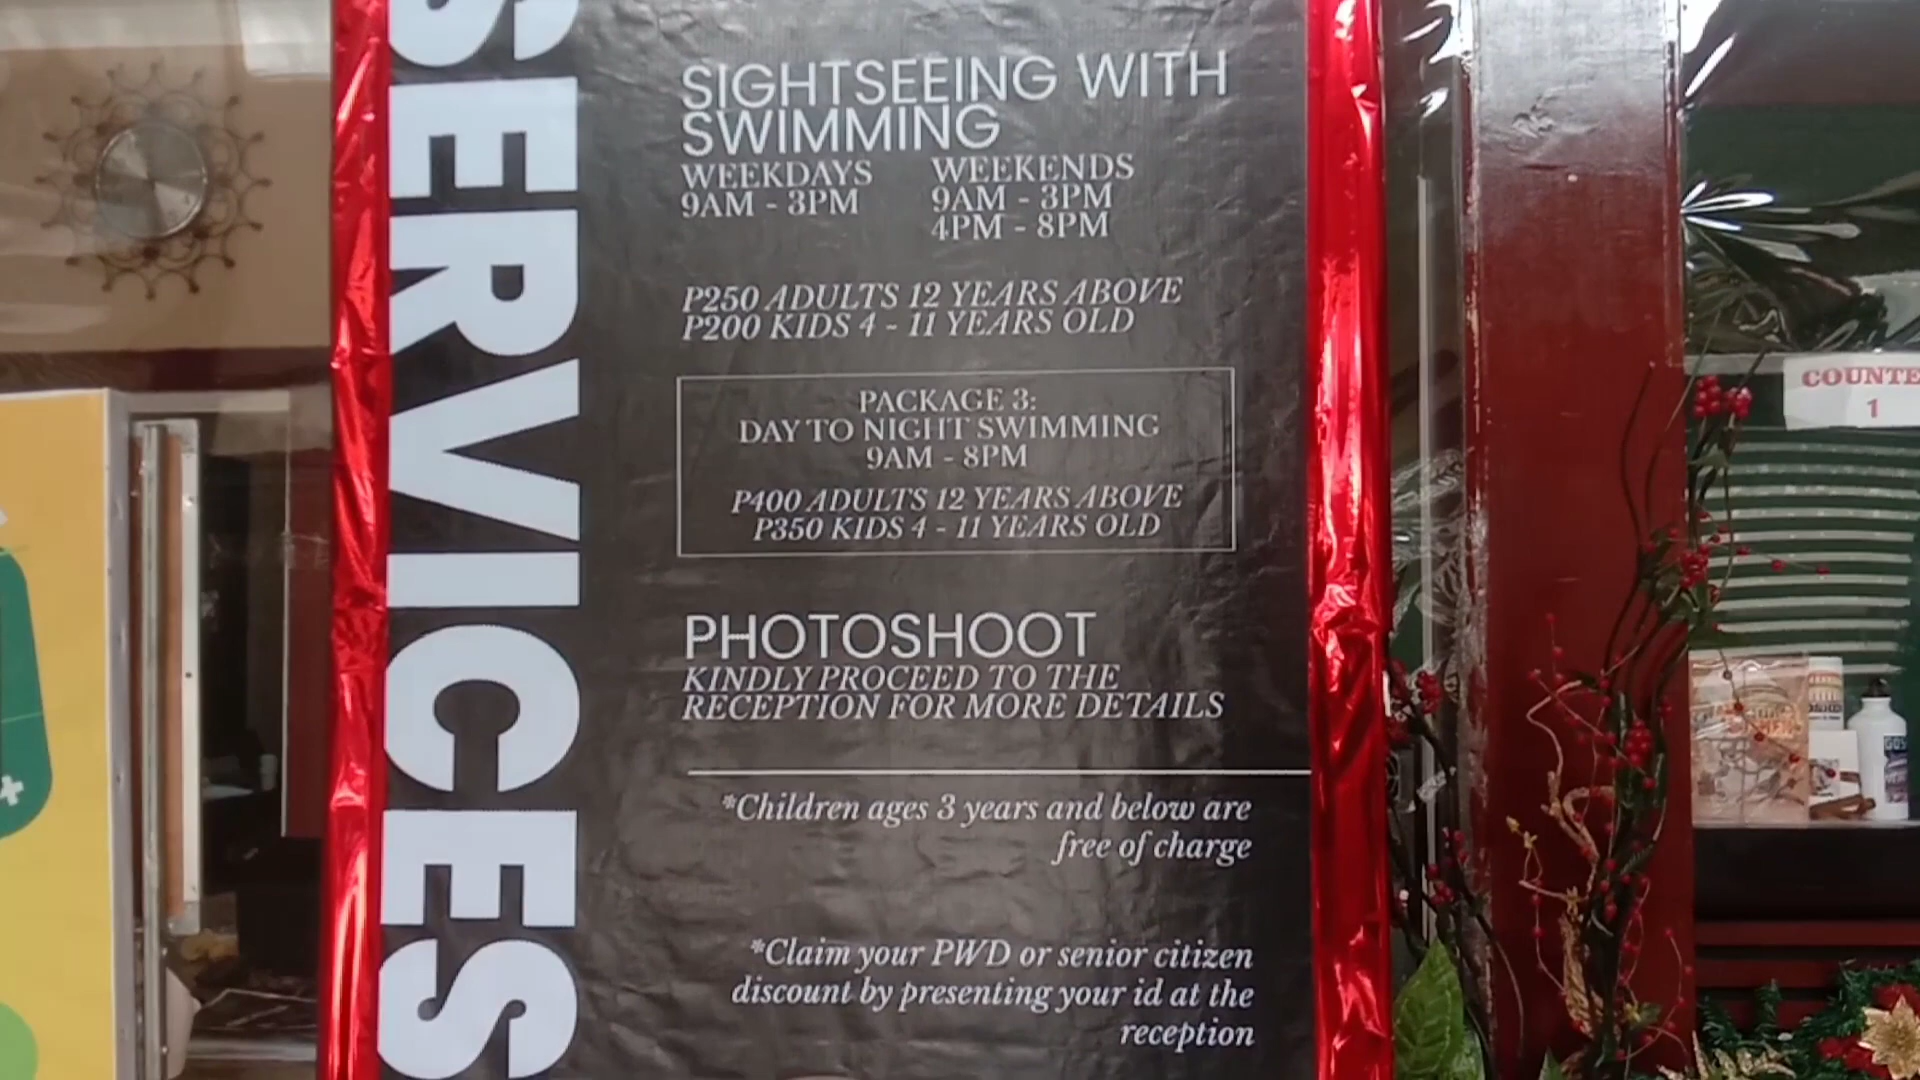 SERVICES
SIGHTSEEING WITH
SWIMMING
WEEKDAYS
9AM - 3PM
WEEKENDS
9AM - 3PM
4PM - 8PM
P250 ADULTS 12 YEARS ABOVE
P200 KIDS 4 - 11 YEARS OLD
PACKAGE 3:
DAY TO NIGHT SWIMMING
9AM - 8PM
P400 ADULTS 12 YEARS ABOVE
P350 KIDS 4 - 11 YEARS OLD
PHOTOSHOOT
KINDLY PROCEED TO THE
RECEPTION FOR MORE DETAILS
*Children ages 3 years and below are
free of charge
*Claim your PWD or senior citizen
discount by presenting your id at the
reception
COUNTE
1